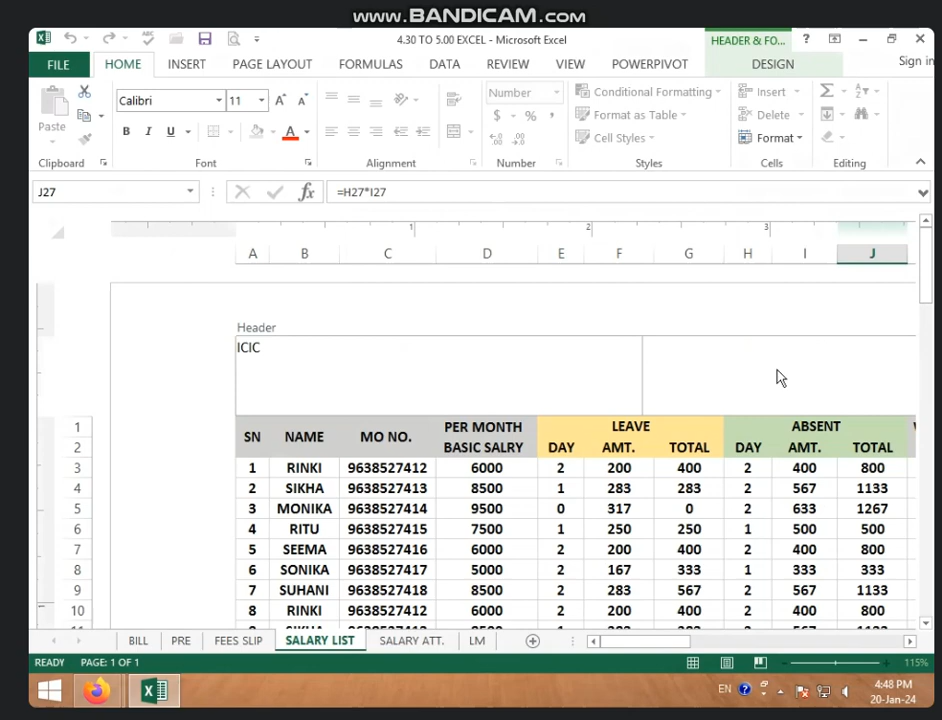 www.BANDICAM.com
4.30 TO 5.00 EXCEL - Microsoft Excel
HEADER & FO...
?
FILE
HOME
INSERT
PAGE LAYOUT
FORMULAS
DATA
REVIEW
VIEW
POWERPIVOT
DESIGN
Sign in
Paste
Calibri
11
B I U
Number
$ % ,
Conditional Formatting
Format as Table
Cell Styles
Insert
Delete
Format
Clipboard
Font
Alignment
Number
Styles
Cells
Editing
J27
fx
=H27*I27
1 2 3
A B C D E F G H I J
Header
ICIC
1 SN NAME MO NO. PER MONTH LEAVE ABSENT
2 BASIC SALRY DAY AMT. TOTAL DAY AMT. TOTAL
3 1 RINKI 9638527412 6000 2 200 400 2 400 800
4 2 SIKHA 9638527413 8500 1 283 283 2 567 1133
5 3 MONIKA 9638527414 9500 0 317 0 2 633 1267
6 4 RITU 9638527415 7500 1 250 250 1 500 500
7 5 SEEMA 9638527416 6000 2 200 400 2 400 800
8 6 SONIKA 9638527417 5000 2 167 333 1 333 333
9 7 SUHANI 9638527418 8500 2 283 567 2 567 1133
10 8 RINKI 9638527412 6000 2 200 400 2 400 800
BILL
PRE
FEES SLIP
SALARY LIST
SALARY ATT.
LM
READY
PAGE: 1 OF 1
115%
EN
4:48 PM
20-Jan-24